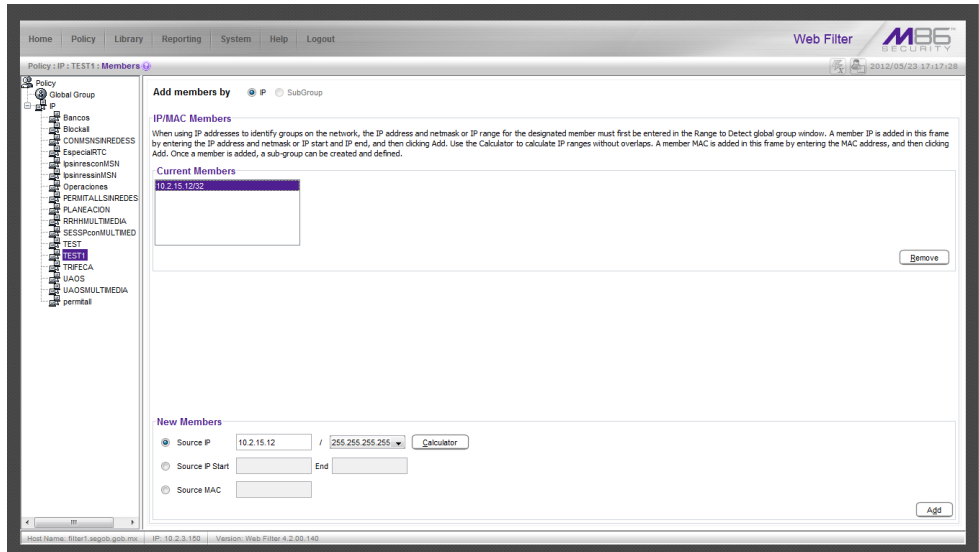 Home Policy Library Reporting System Help Logout
Web Filter
M86
SECURITY
Policy : IP : TEST1 : Members
2012/05/23 17:17:28
Policy
Global Group
IP
Bancos
Blockall
CONMSNSINREDESS
EspecialRTC
IpsinresconMSN
IpsinressinMSN
Operaciones
PERMITALLSINREDES
PLANEACION
RRHHMULTIMEDIA
SESSPconMULTIMED
TEST
TEST1
TRIFECA
UAOS
UAOSMULTIMEDIA
permitall
Add members by IP SubGroup
IP/MAC Members
When using IP addresses to identify groups on the network, the IP address and netmask or IP range for the designated member must first be entered in the Range to Detect global group window. A member IP is added in this frame
by entering the IP address and netmask or IP start and IP end, and then clicking Add. Use the Calculator to calculate IP ranges without overlaps. A member MAC is added in this frame by entering the MAC address, and then clicking
Add. Once a member is added, a sub-group can be created and defined.
Current Members
10.2.15.12/32
Remove
New Members
Source IP 10.2.15.12 / 255.255.255.255 Calculator
Source IP Start End
Source MAC
Add
Host Name: filter1.segob.gob.mx IP: 10.2.3.150 Version: Web Filter 4.2.00.140